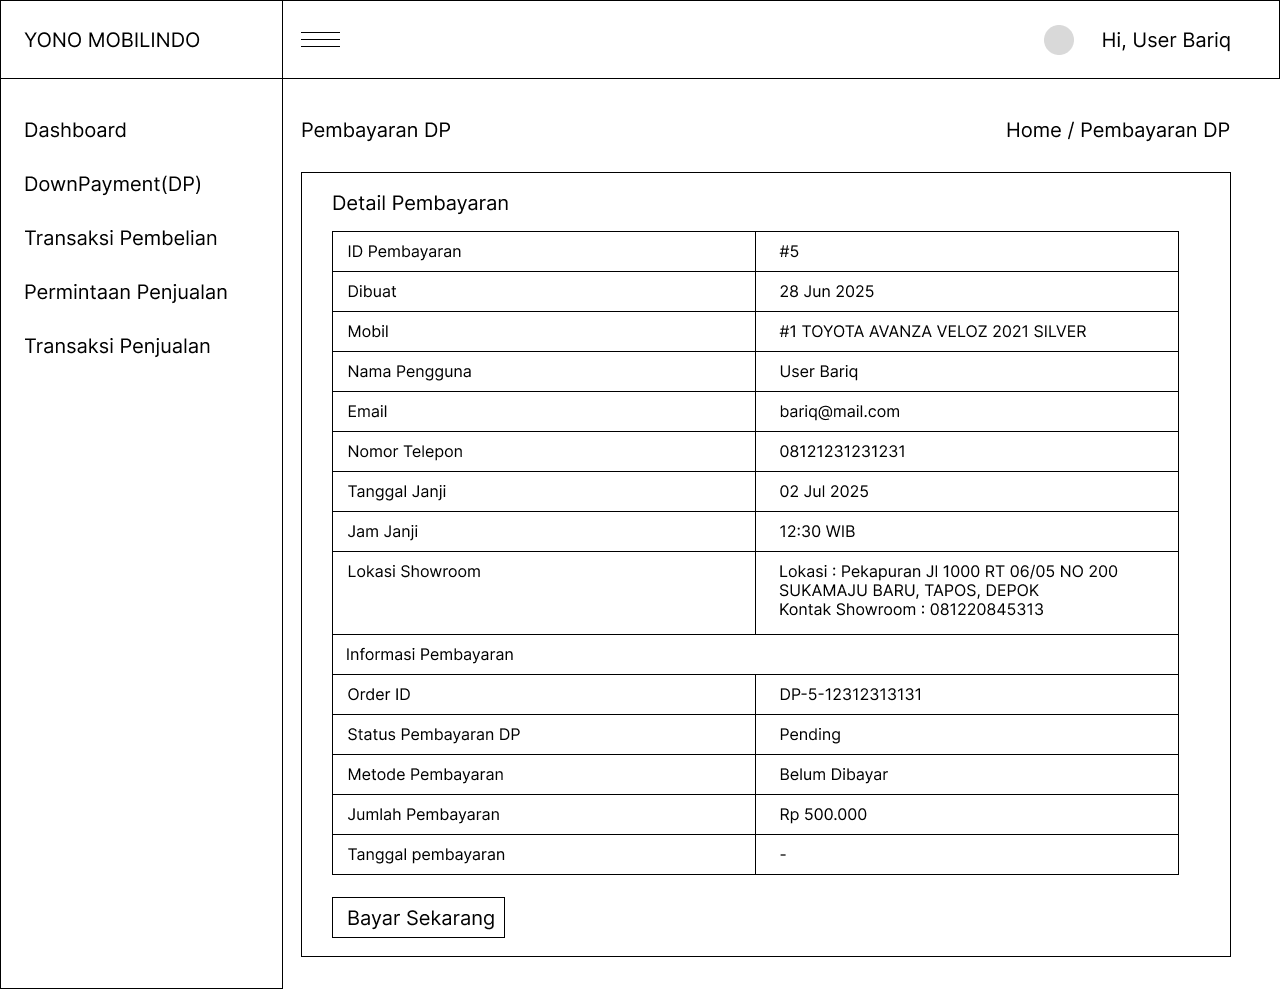 YONO MOBILINDO
Hi, User Bariq
Dashboard
DownPayment(DP)
Transaksi Pembelian
Permintaan Penjualan
Transaksi Penjualan
Pembayaran DP
Home / Pembayaran DP
Detail Pembayaran
ID Pembayaran #5
Dibuat 28 Jun 2025
Mobil #1 TOYOTA AVANZA VELOZ 2021 SILVER
Nama Pengguna User Bariq
Email bariq@mail.com
Nomor Telepon 08121231231231
Tanggal Janji 02 Jul 2025
Jam Janji 12:30 WIB
Lokasi Showroom Lokasi : Pekapuran Jl 1000 RT 06/05 NO 200
SUKAMAJU BARU, TAPOS, DEPOK
Kontak Showroom : 081220845313
Informasi Pembayaran
Order ID DP-5-12312313131
Status Pembayaran DP Pending
Metode Pembayaran Belum Dibayar
Jumlah Pembayaran Rp 500.000
Tanggal pembayaran -
Bayar Sekarang